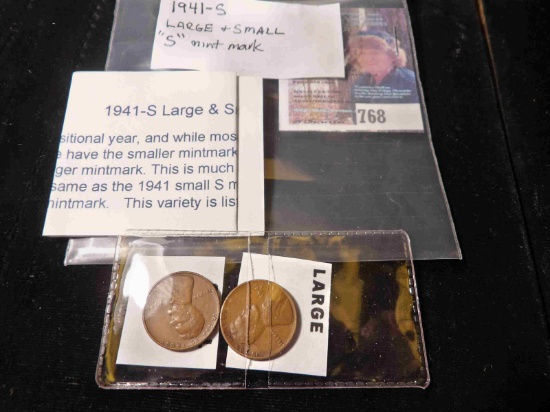 1941-S
LARGE & SMALL
"S" mint mark
768
1941-S Large & S
sitional year, and while mos
e have the smaller mintmark
ger mintmark. This is much
same as the 1941 small S m
intmark. This variety is lis
LARGE